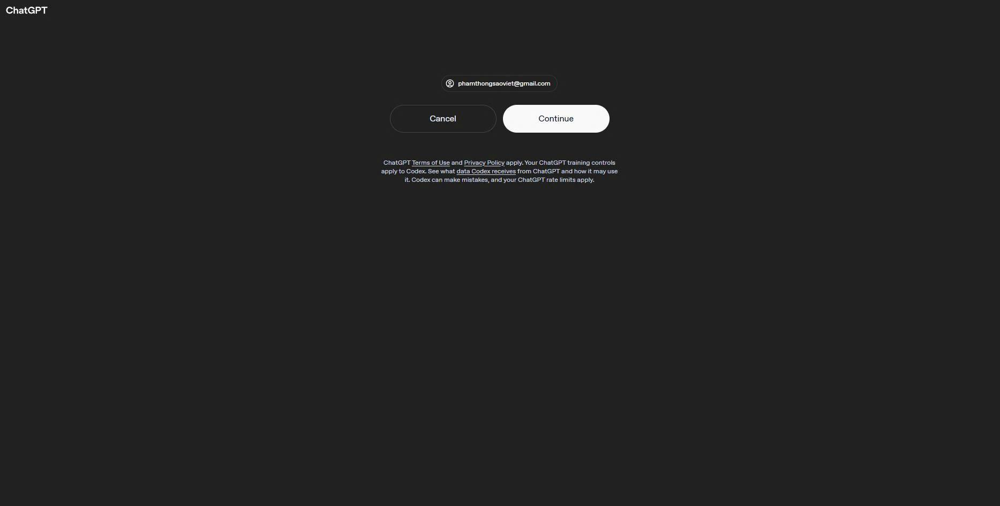 ChatGPT
phamthongsaoviet@gmail.com
Cancel
Continue
ChatGPT Terms of Use and Privacy Policy apply. Your ChatGPT training controls
apply to Codex. See what data Codex receives from ChatGPT and how it may use
it. Codex can make mistakes, and your ChatGPT rate limits apply.